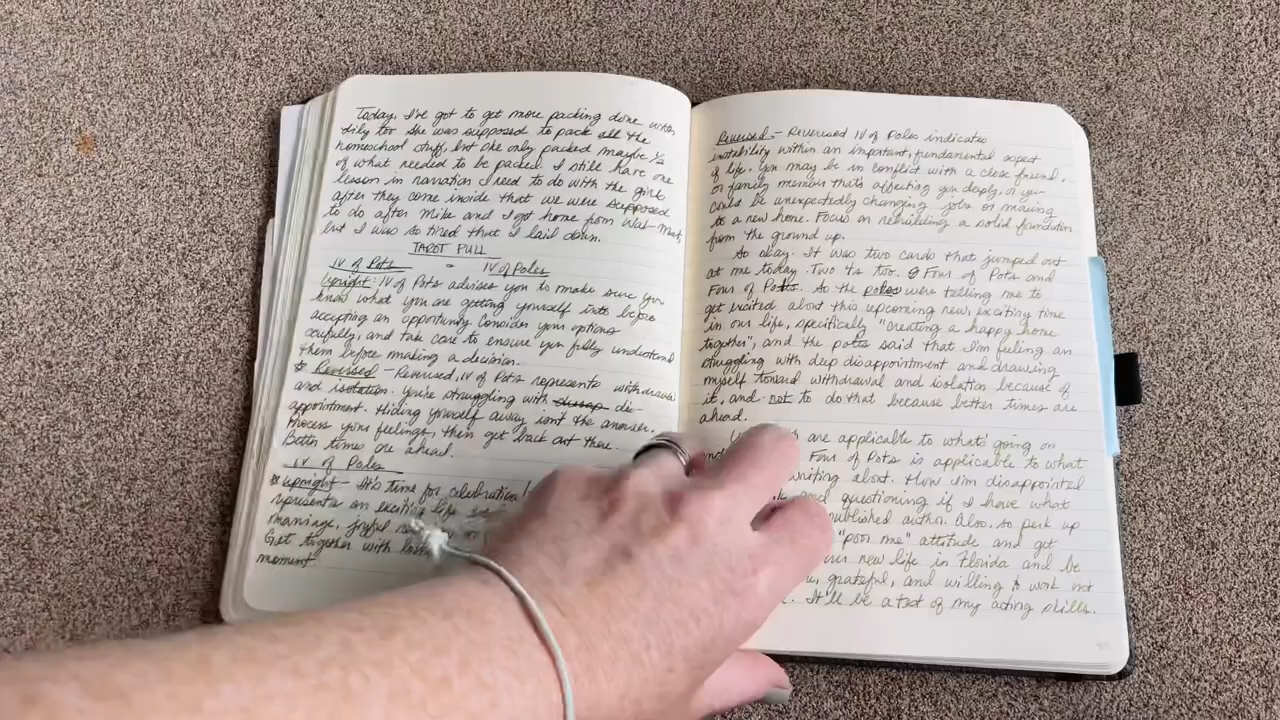 Today, I've got to get more packing done with
Lily too. She was supposed to pack all the
homeschool stuff, but she only packed maybe 1/2
of what needed to be packed. I still have one
lesson in narration I need to do with the girls
after they come inside that we were supposed
to do after Mike and I got home from Wal-Mart,
but I was so tired that I laid down.
TAROT PULL
IV of Pots - IV of Poles
Upright: IV of Pots advises you to make sure you
know what you are getting yourself into before
accepting an opportunity. Consider your options
carefully, and take care to ensure you fully understand
them before making a decision.
Reversed - Reversed, IV of Pots represents withdrawal
and isolation. You're struggling with dis-
appointment. Hiding yourself away isn't the answer.
Process your feelings, then get back out there.
Better times are ahead.
IV of Poles
Upright - It's time for celebration!
represents an exciting life
marriage, joyful
Get together with
moment.
Reversed - Reversed IV of Poles indicates
instability within an important, fundamental aspect
of life. You may be in conflict with a close friend,
or family member that's affecting you deeply, or you
could be unexpectedly changing jobs or moving
to a new home. Focus on rebuilding a solid foundation
from the ground up.
So okay. It was two cards that jumped out
at me today. Two 4s too. Four of Pots and
Four of So the poles were telling me to
get excited about this upcoming new, exciting time
in our life, specifically "creating a happy home
together", and the pots said that I'm feeling an
struggling with deep disappointment and drawing
myself toward withdrawal and isolation because of
it, and not to do that because better times are
ahead.
are applicable to what's going on
Four of Pots is applicable to what
writing about. How I'm disappointed
and questioning if I have what
published author. Also, so perk up
"poor me" attitude and get
new life in Florida and be
grateful, and willing to work not
It'll be a test of my acting skills.